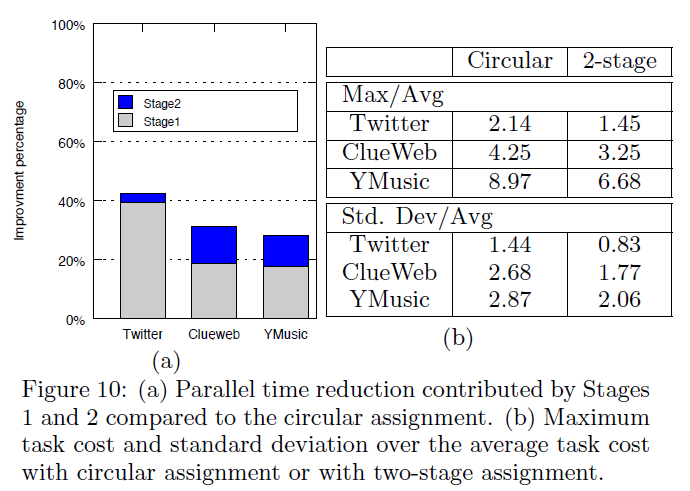 100%
80%
60%
40%
20%
0%
Improvment percentage
Stage2
Stage1
Twitter Clueweb YMusic
(a)
Circular 2-stage
Max/Avg
Twitter 2.14 1.45
ClueWeb 4.25 3.25
YMusic 8.97 6.68
Std. Dev/Avg
Twitter 1.44 0.83
ClueWeb 2.68 1.77
YMusic 2.87 2.06
(b)
Figure 10: (a) Parallel time reduction contributed by Stages
1 and 2 compared to the circular assignment. (b) Maximum
task cost and standard deviation over the average task cost
with circular assignment or with two-stage assignment.